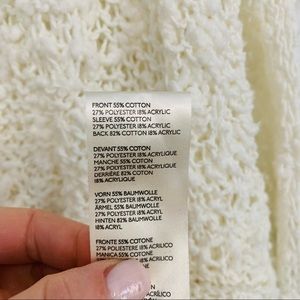 FRONT 55% COTTON
27% POLYESTER 18% ACRYLIC
SLEEVE 55% COTTON
27% POLYESTER 18% ACRYLIC
BACK 82% COTTON 18% ACRYLIC
DEVANT 55% COTON
27% POLYESTER 18% ACRYLIQUE
MANCHE 55% COTON
27% POLYESTER 18% ACRYLIQUE
DERRIÈRE 82% COTON
18% ACRYLIQUE
VORN 55% BAUMWOLLE
27% POLYESTER 18% ACRYL
ÄRMEL 55% BAUMWOLLE
27% POLYESTER 18% ACRYL
HINTEN 82% BAUMWOLLE
18% ACRYL
FRONTE 55% COTONE
27% POLIESTERE 18% ACRILICO
MANICA 55% COTONE
18% ACRILICO
COTONE